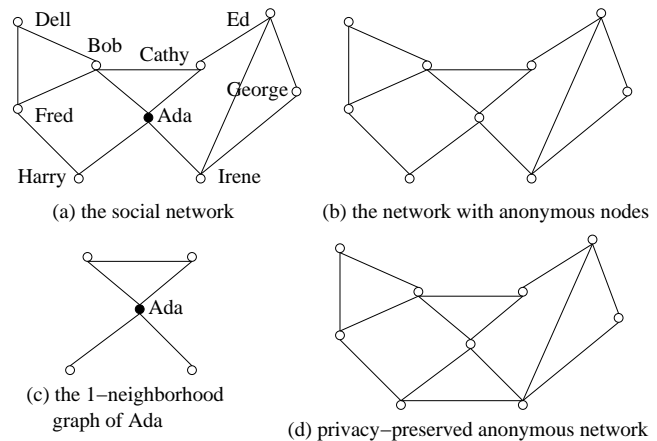 Dell
Ed
Bob
Cathy
George
Fred
Ada
Harry
Irene
(a) the social network
(b) the network with anonymous nodes
Ada
(c) the 1−neighborhood
graph of Ada
(d) privacy−preserved anonymous network